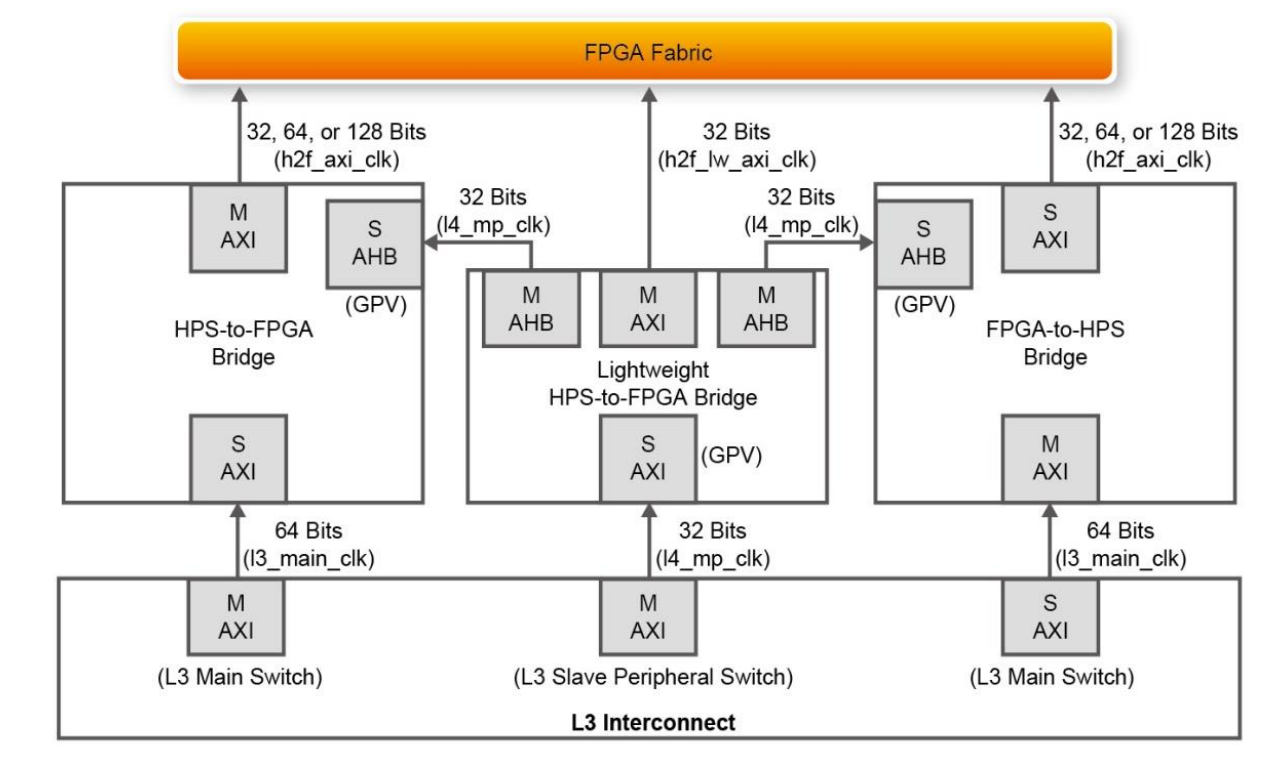 FPGA Fabric
32, 64, or 128 Bits
(h2f_axi_clk)
32 Bits
(h2f_lw_axi_clk)
32, 64, or 128 Bits
(h2f_axi_clk)
M
AXI
S
AHB
(GPV)
32 Bits
(l4_mp_clk)
32 Bits
(l4_mp_clk)
S
AHB
(GPV)
S
AXI
HPS-to-FPGA
Bridge
M
AHB
M
AXI
M
AHB
FPGA-to-HPS
Bridge
Lightweight
HPS-to-FPGA Bridge
S
AXI
S
AXI
(GPV)
M
AXI
64 Bits
(l3_main_clk)
32 Bits
(l4_mp_clk)
64 Bits
(l3_main_clk)
M
AXI
(L3 Main Switch)
M
AXI
(L3 Slave Peripheral Switch)
S
AXI
(L3 Main Switch)
L3 Interconnect